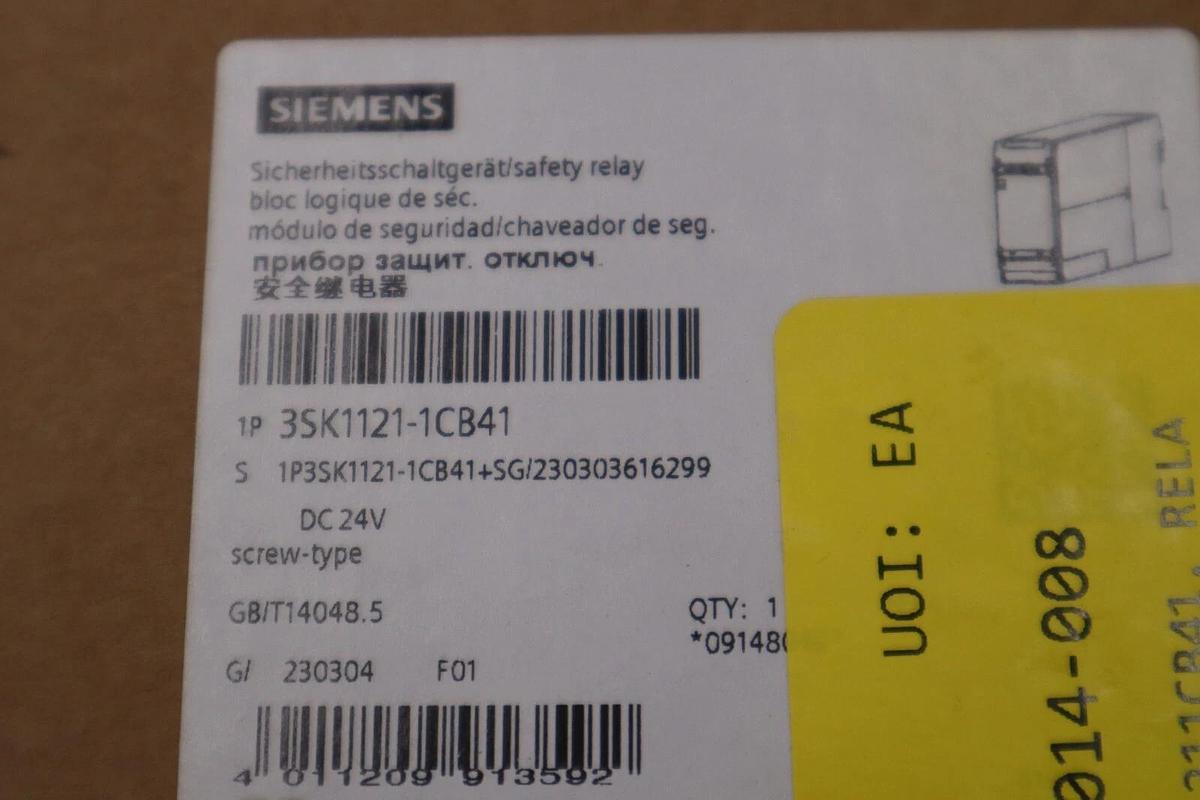 SIEMENS
Sicherheitsschaltgerät/safety relay
bloc logique de séc.
módulo de seguridad/chaveador de seg.
прибор защит. отключ.
安全继电器
1P 3SK1121-1CB41
S 1P3SK1121-1CB41+SG/230303616299
DC 24V
screw-type
GB/T14048.5
QTY: 1
*09148
G/ 230304 F01
4 011209 913592
UOI: EA
014-008
11CB41, RELA